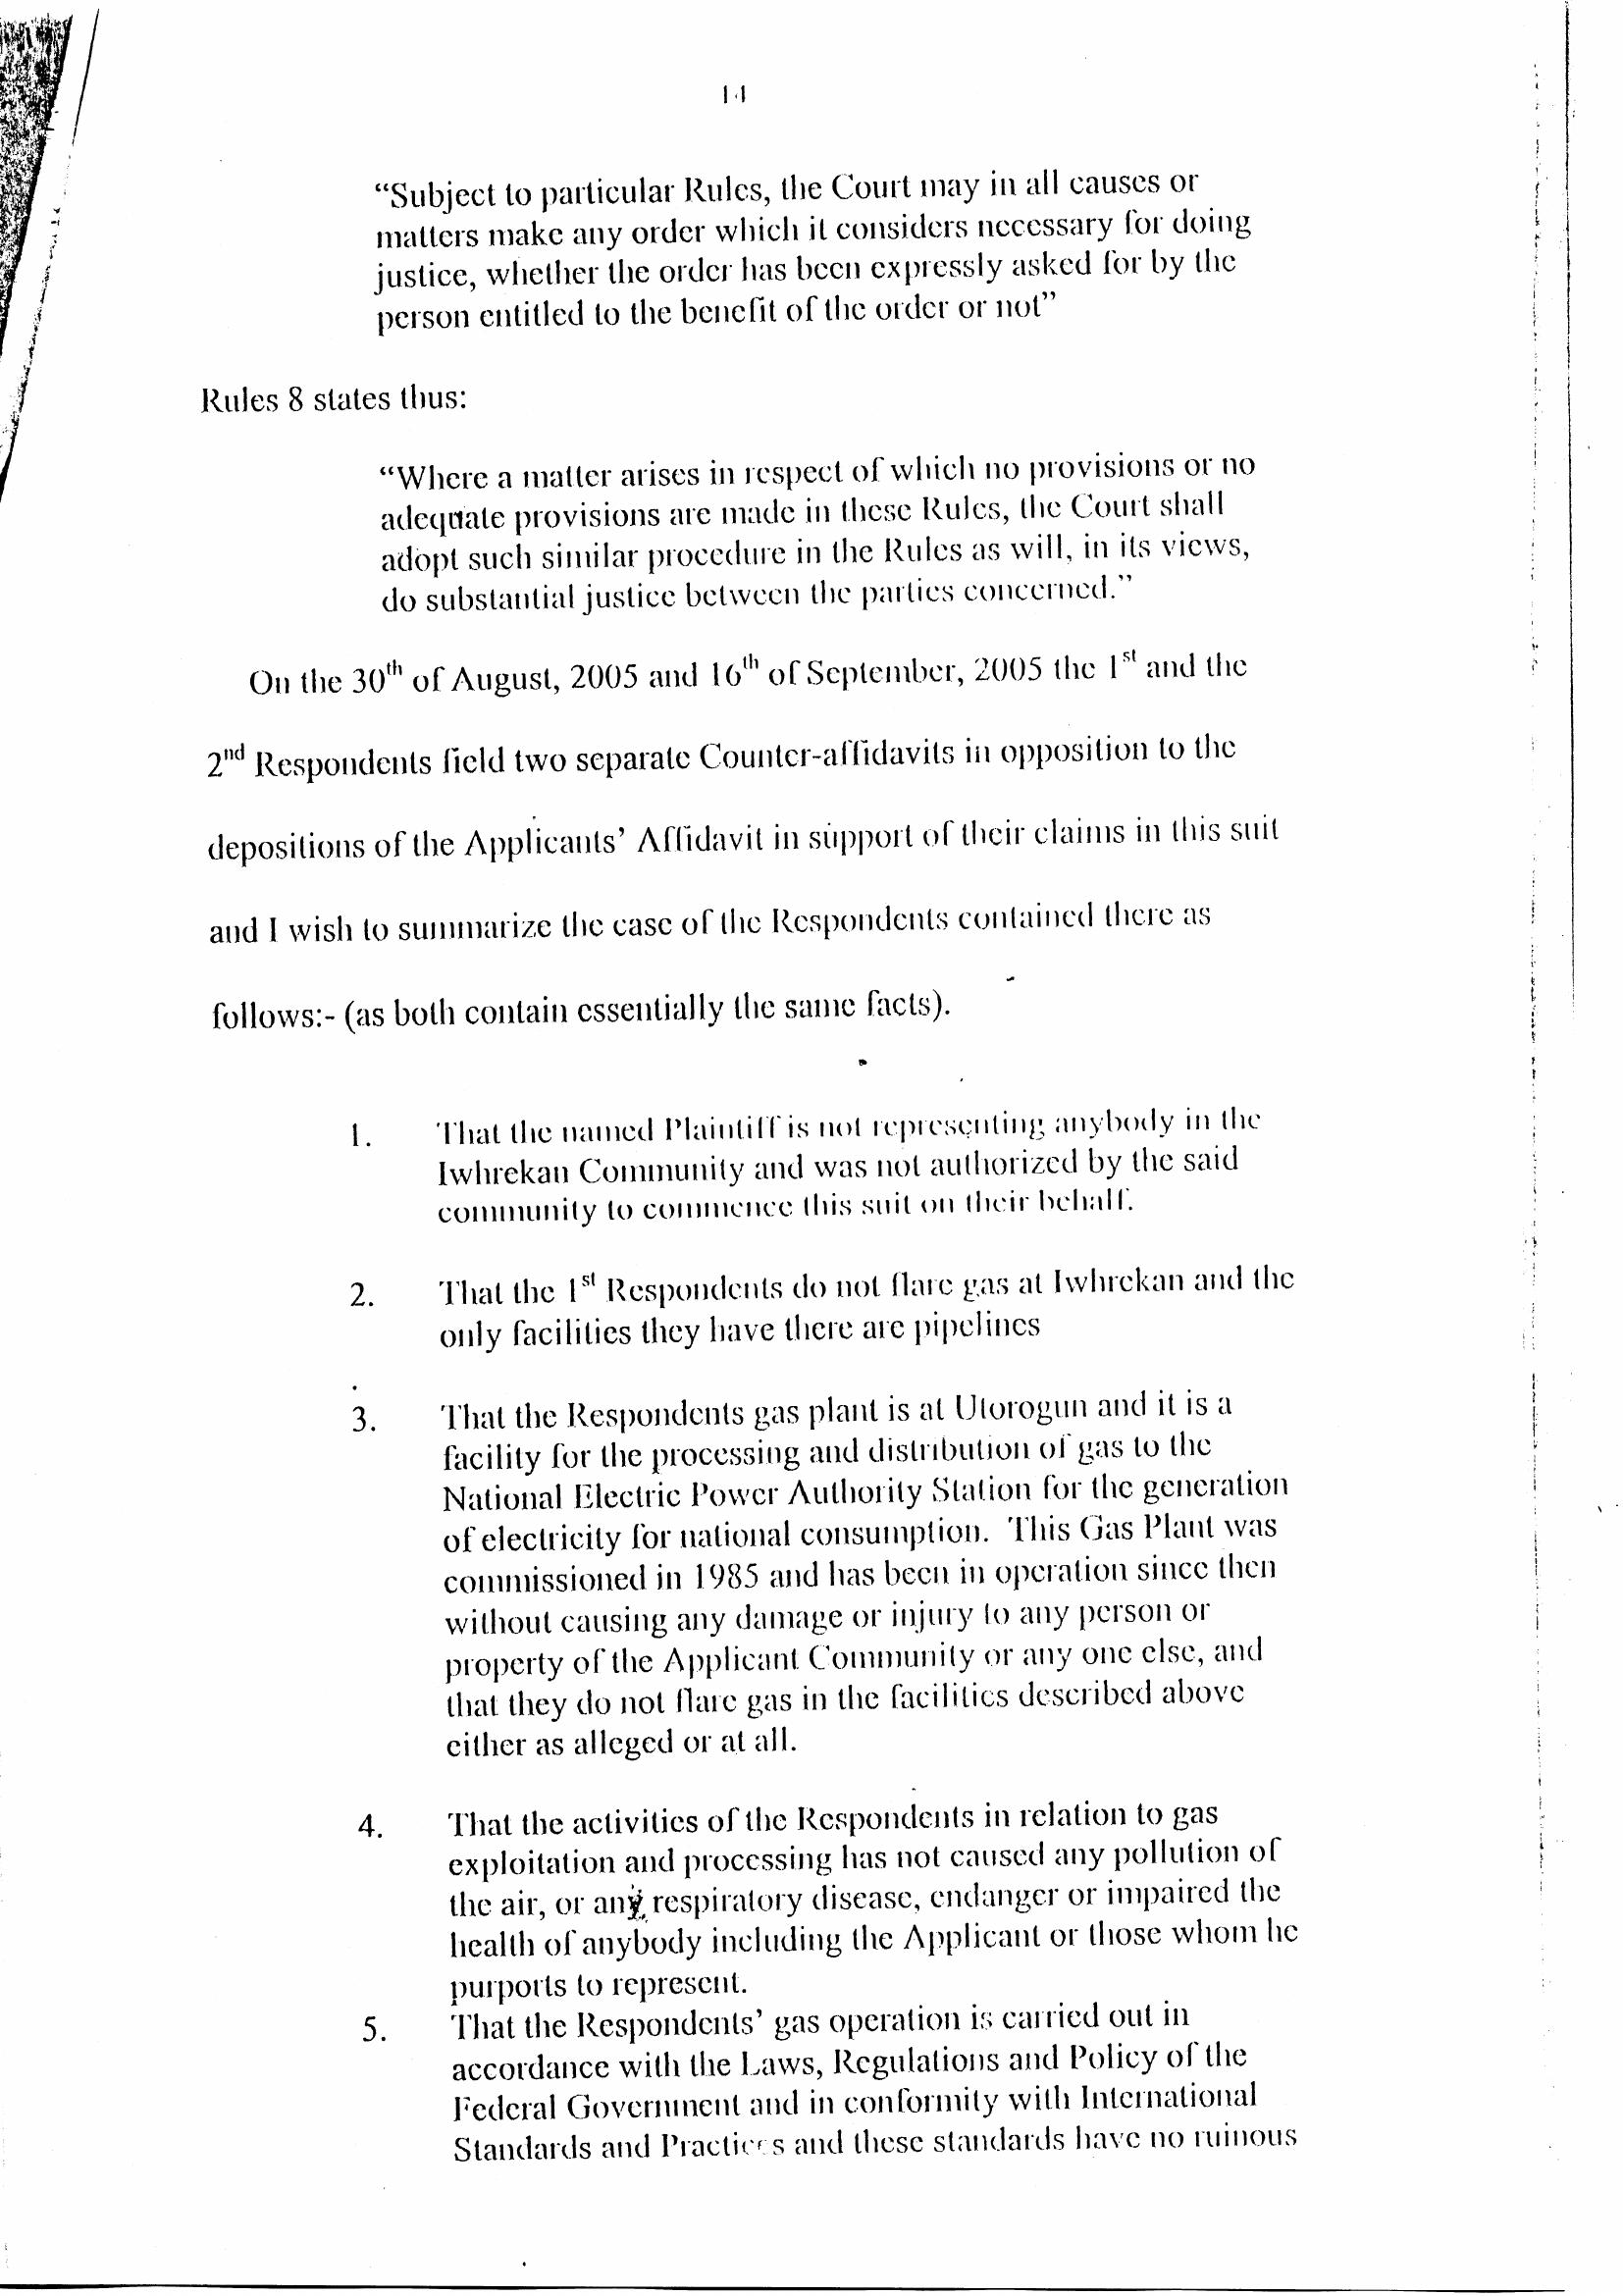 14
“Subject to particular Rules, the Court may in all causes or
matters make any order which it considers necessary for doing
justice, whether the order has been expressly asked for by the
person entitled to the benefit of the order or not”
Rules 8 states thus:
“Where a matter arises in respect of which no provisions or no
adequate provisions are made in these Rules, the Court shall
adopt such similar procedure in the Rules as will, in its views,
do substantial justice between the parties concerned.”
On the 30th of August, 2005 and 16th of September, 2005 the 1st and the
2nd Respondents field two separate Counter-affidavits in opposition to the
depositions of the Applicants’ Affidavit in support of their claims in this suit
and I wish to summarize the case of the Respondents contained there as
follows:- (as both contain essentially the same facts).
1. That the named Plaintiff is not representing anybody in the
Iwhrekan Community and was not authorized by the said
community to commence this suit on their behalf.
2. That the 1st Respondents do not flare gas at Iwhrekan and the
only facilities they have there are pipelines
3. That the Respondents gas plant is at Utorogun and it is a
facility for the processing and distribution of gas to the
National Electric Power Authority Station for the generation
of electricity for national consumption. This Gas Plant was
commissioned in 1985 and has been in operation since then
without causing any damage or injury to any person or
property of the Applicant Community or any one else, and
that they do not flare gas in the facilities described above
either as alleged or at all.
4. That the activities of the Respondents in relation to gas
exploitation and processing has not caused any pollution of
the air, or any respiratory disease, endanger or impaired the
health of anybody including the Applicant or those whom he
purports to represent.
5. That the Respondents’ gas operation is carried out in
accordance with the Laws, Regulations and Policy of the
Federal Government and in conformity with International
Standards and Practices and these standards have no ruinous